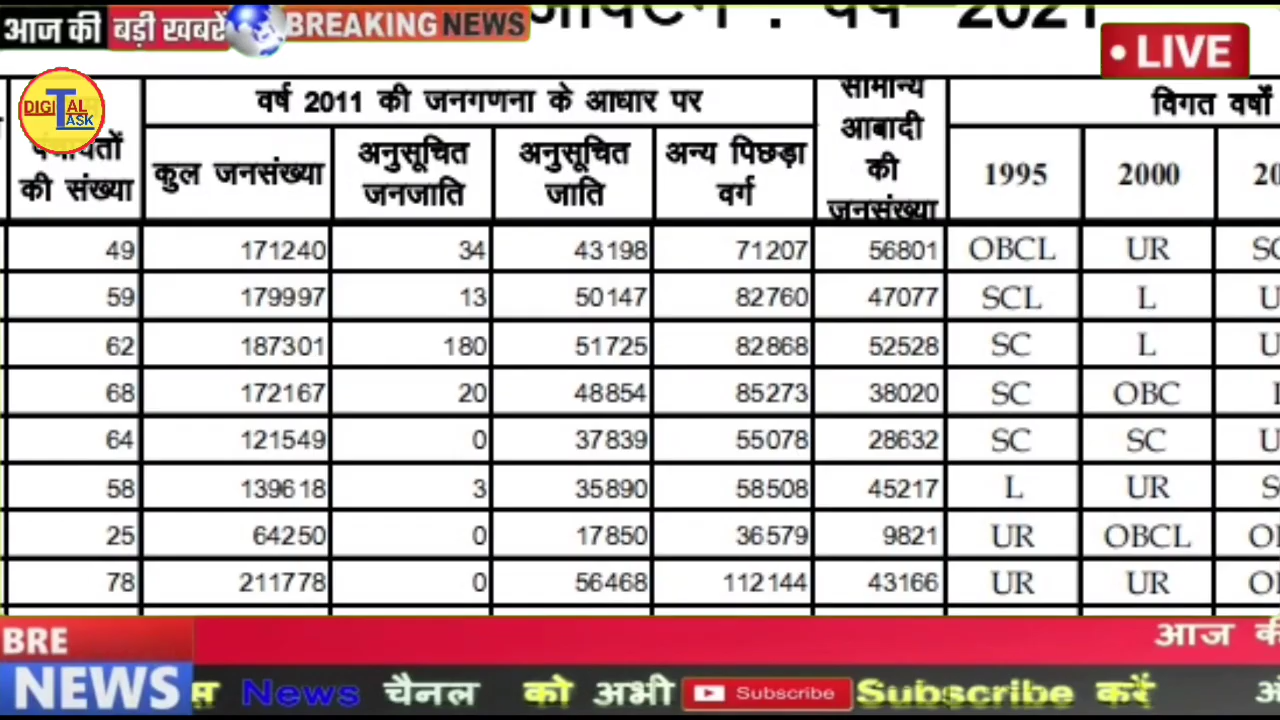 आज की बड़ी खबरें BREAKING NEWS
2021
• LIVE
DIGITAL TASK
वर्ष 2011 की जनगणना के आधार पर
सामान्य आबादी की जनसंख्या
विगत वर्षों
की संख्या
कुल जनसंख्या
अनुसूचित जनजाति
अनुसूचित जाति
अन्य पिछड़ा वर्ग
1995 2000
49 171240 34 43198 71207 56801 OBCL UR
59 179997 13 50147 82760 47077 SCL L
62 187301 180 51725 82868 52528 SC L
68 172167 20 48854 85273 38020 SC OBC
64 121549 0 37839 55078 28632 SC SC
58 139618 3 35890 58508 45217 L UR
25 64250 0 17850 36579 9821 UR OBCL
78 211778 0 56468 112144 43166 UR UR
BRE आज की
NEWS
News चैनल को अभी Subscribe Subscribe करें